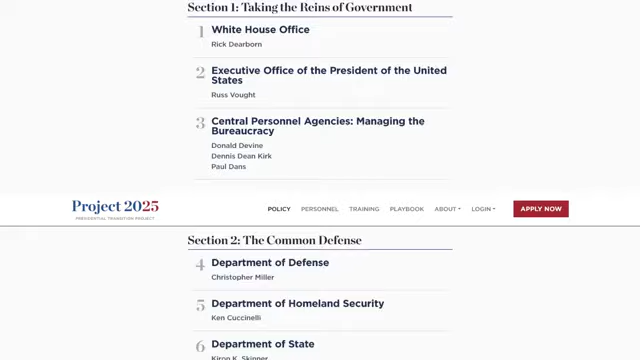 Section 1: Taking the Reins of Government
1 White House Office
Rick Dearborn
2 Executive Office of the President of the United
States
Russ Vought
3 Central Personnel Agencies: Managing the
Bureaucracy
Donald Devine
Dennis Dean Kirk
Paul Dans
Project 2025
PRESIDENTIAL TRANSITION PROJECT
POLICY PERSONNEL TRAINING PLAYBOOK ABOUT LOGIN APPLY NOW
Section 2: The Common Defense
4 Department of Defense
Christopher Miller
5 Department of Homeland Security
Ken Cuccinelli
6 Department of State
Kiron K. Skinner